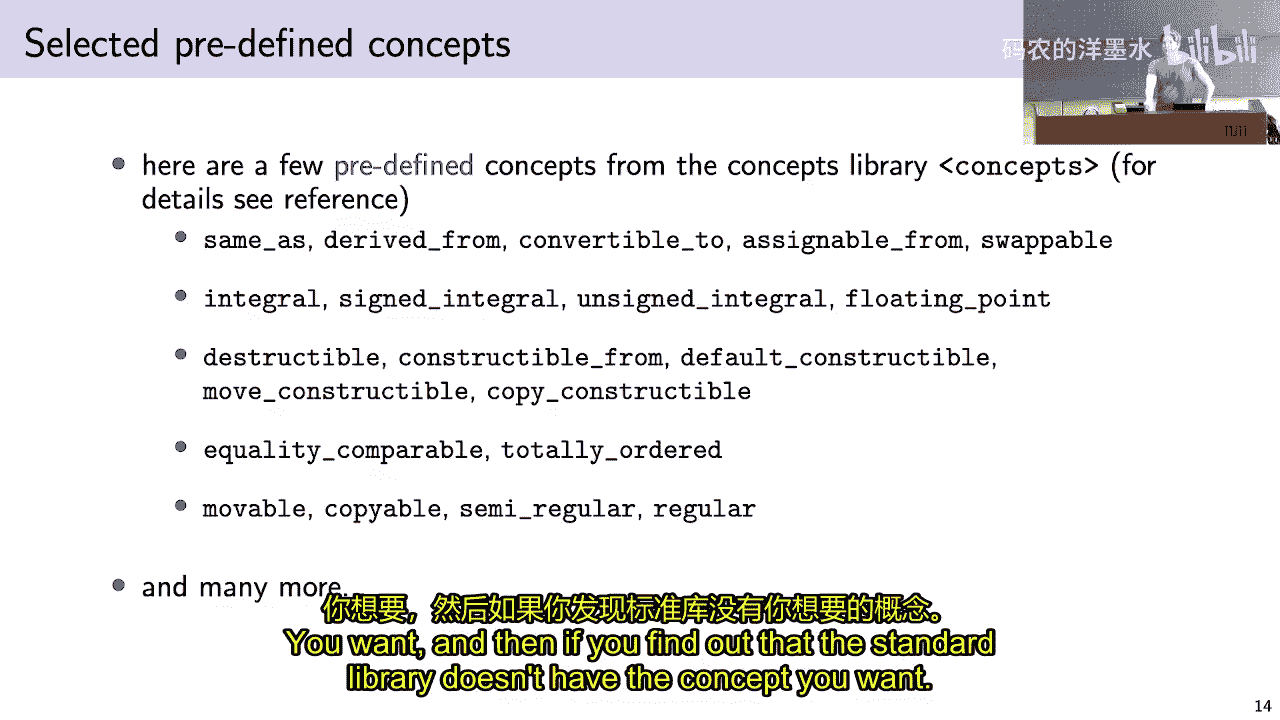 Selected pre-defined concepts
码农的洋墨水 bilibili
• here are a few pre-defined concepts from the concepts library <concepts> (for
details see reference)
• same_as, derived_from, convertible_to, assignable_from, swappable
• integral, signed_integral, unsigned_integral, floating_point
• destructible, constructible_from, default_constructible,
move_constructible, copy_constructible
• equality_comparable, totally_ordered
• movable, copyable, semi_regular, regular
• and many more.
你想要，然后如果你发现标准库没有你想要的概念。
You want, and then if you find out that the standard
library doesn't have the concept you want.
14